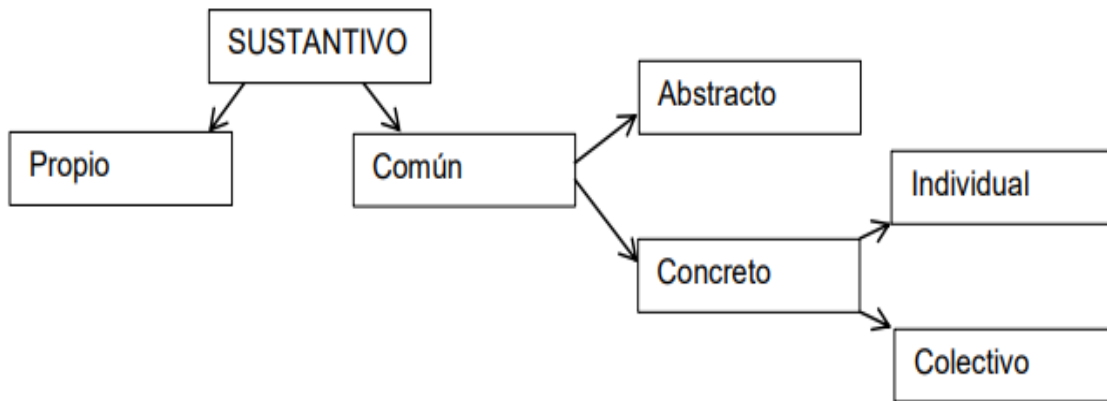 SUSTANTIVO
Propio
Común
Abstracto
Concreto
Individual
Colectivo